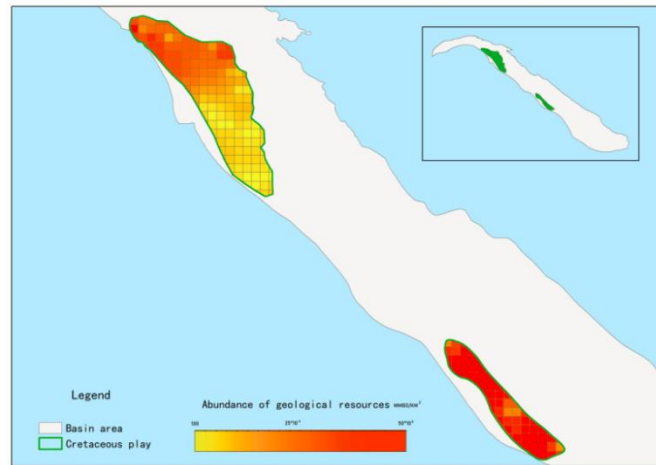 Legend
Abundance of geological resources
Basin area
Cretaceous play